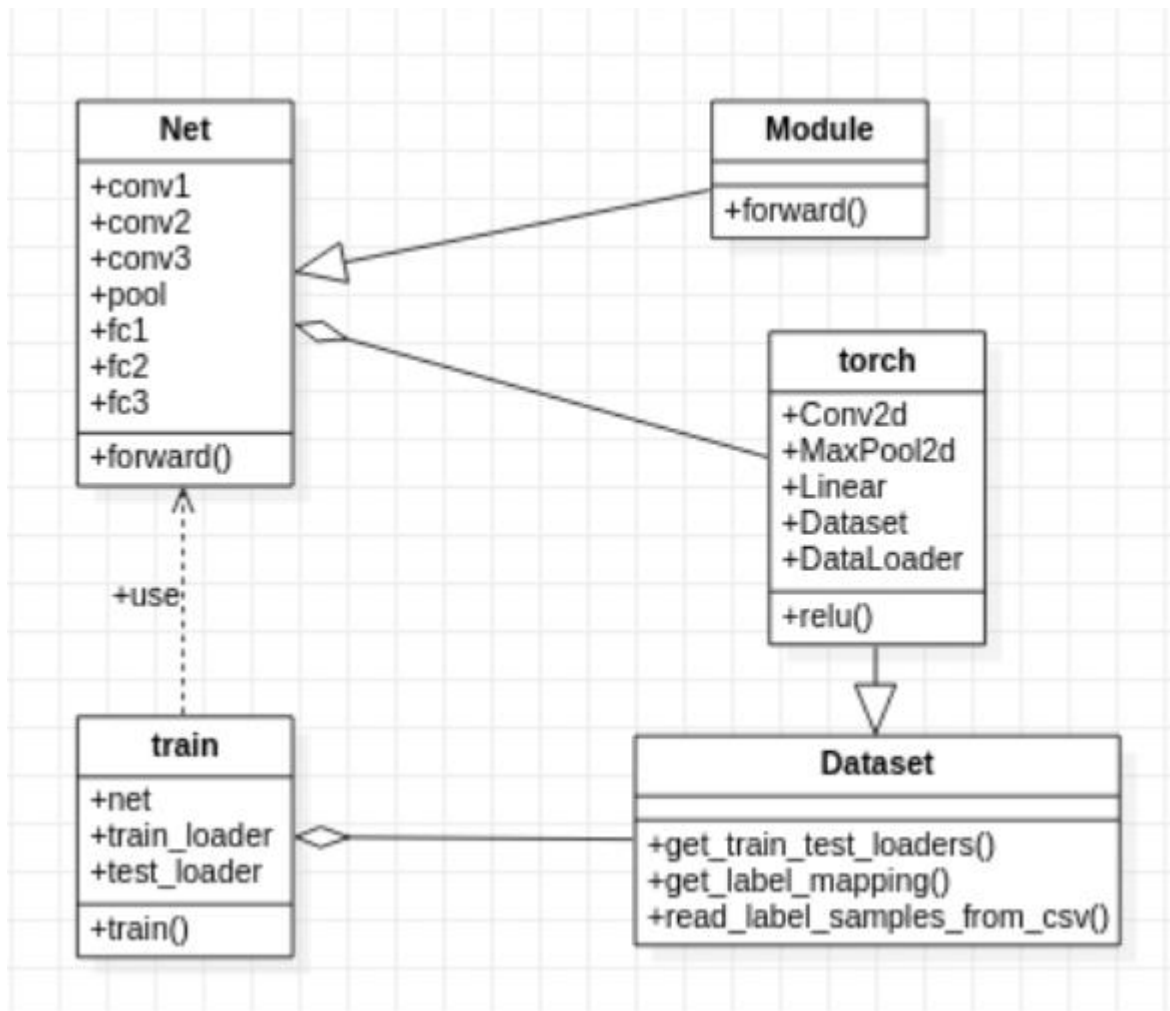 Net
+conv1
+conv2
+conv3
+pool
+fc1
+fc2
+fc3
+forward()
Module
+forward()
torch
+Conv2d
+MaxPool2d
+Linear
+Dataset
+DataLoader
+relu()
+use
train
+net
+train_loader
+test_loader
+train()
Dataset
+get_train_test_loaders()
+get_label_mapping()
+read_label_samples_from_csv()